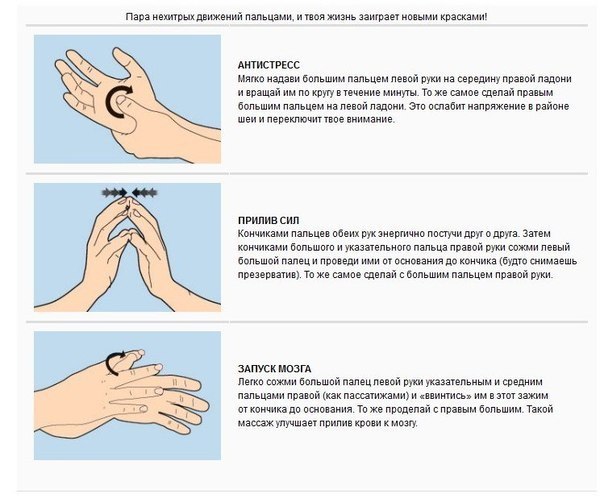 Пара нехитрых движений пальцами, и твоя жизнь заиграет новыми красками!
АНТИСТРЕСС
Мягко надави большим пальцем левой руки на середину правой ладони
и вращай им по кругу в течение минуты. То же самое сделай правым
большим пальцем на левой ладони. Это ослабит напряжение в районе
шеи и переключит твое внимание.
ПРИЛИВ СИЛ
Кончиками пальцев обеих рук энергично постучи друг о друга. Затем
кончиками большого и указательного пальца правой руки сожми левый
большой палец и проведи ими от основания до кончика (будто снимаешь
презерватив). То же самое сделай с большим пальцем правой руки.
ЗАПУСК МОЗГА
Легко сожми большой палец левой руки указательным и средним
пальцами правой (как пассатижами) и «ввинтись» им в этот зажим
от кончика до основания. То же проделай с правым большим. Такой
массаж улучшает прилив крови к мозгу.